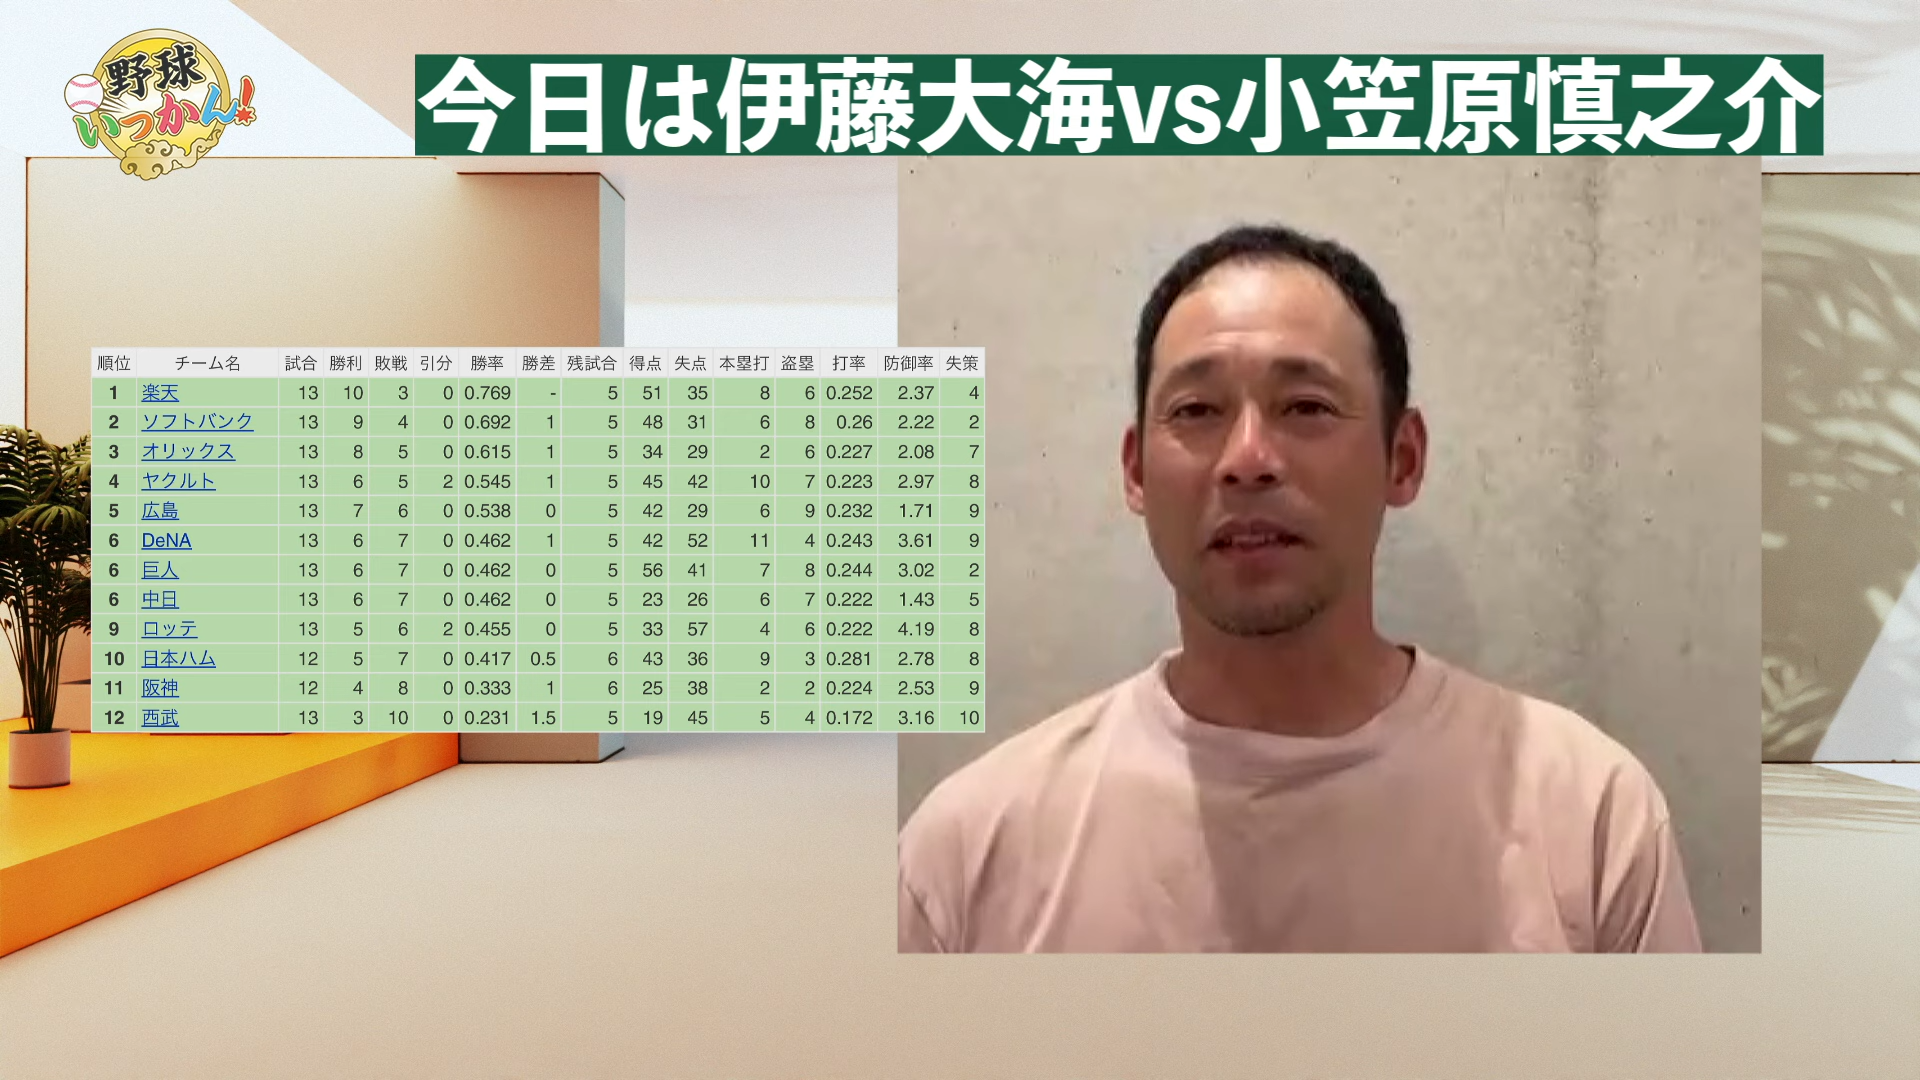 野球
いっかん!
今日は伊藤大海vs小笠原慎之介
順位 チーム名 試合 勝利 敗戦 引分 勝率 勝差 残試合 得点 失点 本塁打 盗塁 打率 防御率 失策
1 楽天 13 10 3 0 0.769 - 5 51 35 8 6 0.252 2.37 4
2 ソフトバンク 13 9 4 0 0.692 1 5 48 31 6 8 0.26 2.22 2
3 オリックス 13 8 5 0 0.615 1 5 34 29 2 6 0.227 2.08 7
4 ヤクルト 13 6 5 2 0.545 1 5 45 42 10 7 0.223 2.97 8
5 広島 13 7 6 0 0.538 0 5 42 29 6 9 0.232 1.71 9
6 DeNA 13 6 7 0 0.462 1 5 42 52 11 4 0.243 3.61 9
6 巨人 13 6 7 0 0.462 0 5 56 41 7 8 0.244 3.02 2
6 中日 13 6 7 0 0.462 0 5 23 26 6 7 0.222 1.43 5
9 ロッテ 13 5 6 2 0.455 0 5 33 57 4 6 0.222 4.19 8
10 日本ハム 12 5 7 0 0.417 0.5 6 43 36 9 3 0.281 2.78 8
11 阪神 12 4 8 0 0.333 1 6 25 38 2 2 0.224 2.53 9
12 西武 13 3 10 0 0.231 1.5 5 19 45 5 4 0.172 3.16 10